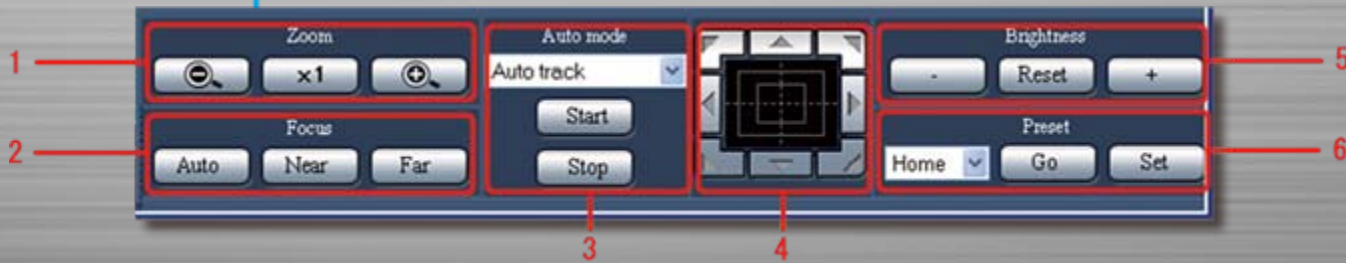 1
Zoom
×1
2
Focus
Auto Near Far
Auto mode
Auto track
Start
Stop
3
4
5
Brightness
- Reset +
6
Preset
Home Go Set